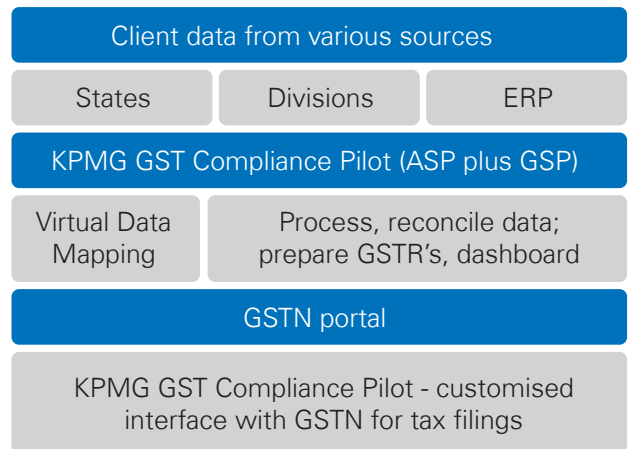 Client data from various sources
States
Divisions
ERP
KPMG GST Compliance Pilot (ASP plus GSP)
Virtual Data
Mapping
Process, reconcile data;
prepare GSTR's, dashboard
GSTN portal
KPMG GST Compliance Pilot - customised
interface with GSTN for tax filings